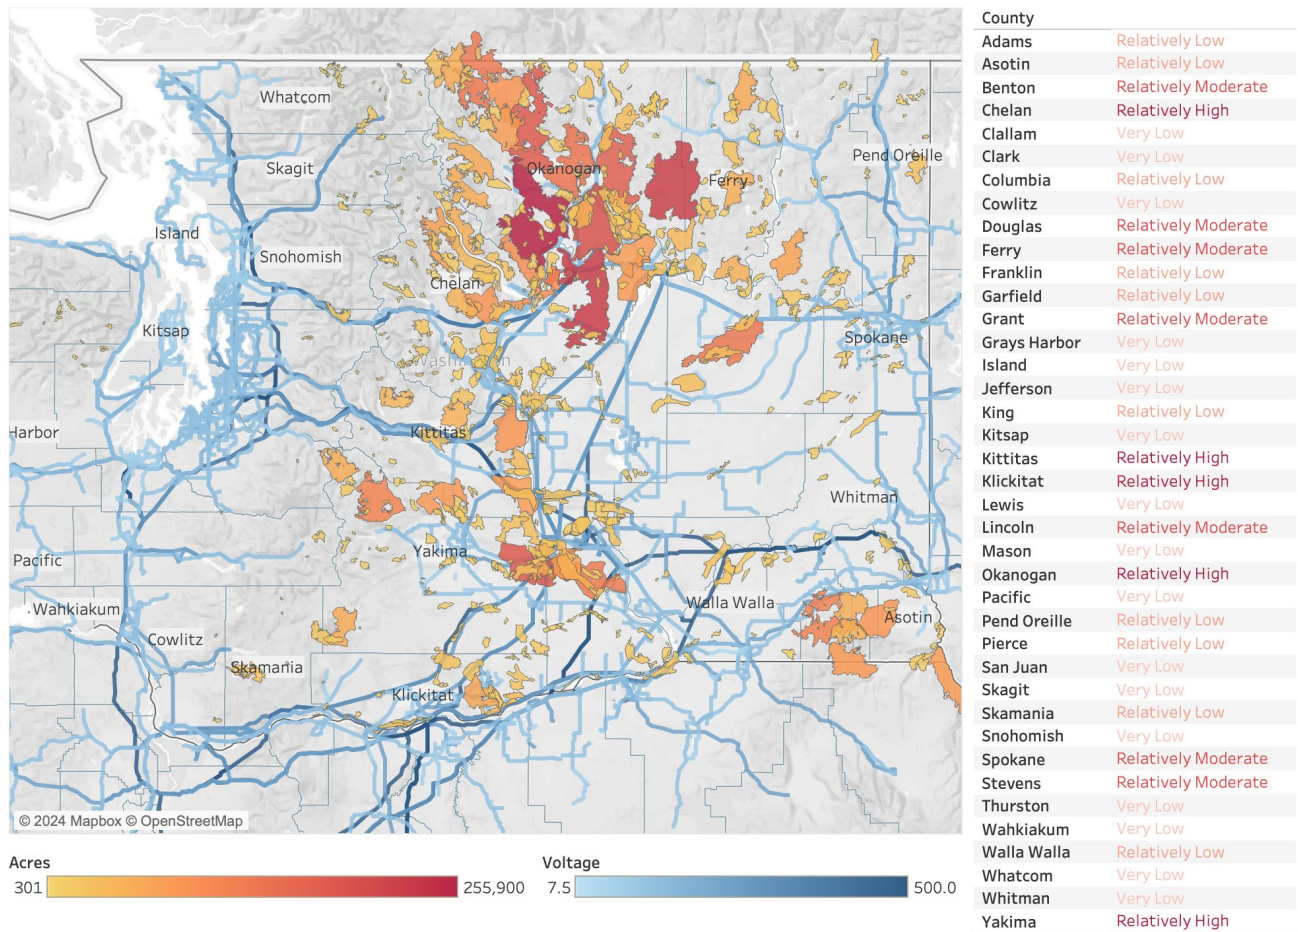 Whatcom
Skagit
Okanogan
Ferry
Pend Oreille
Island
Snohomish
Chelan
Kitsap
Washington
Spokane
Harbor
Kittitas
Whitman
Yakima
Pacific
Wahkiakum
Walla Walla
Asotin
Cowlitz
Skamania
Klickitat
© 2024 Mapbox © OpenStreetMap
Acres
301
255,900
Voltage
7.5
500.0
County
Adams Relatively Low
Asotin Relatively Low
Benton Relatively Moderate
Chelan Relatively High
Clallam Very Low
Clark Very Low
Columbia Relatively Low
Cowlitz Very Low
Douglas Relatively Moderate
Ferry Relatively Moderate
Franklin Relatively Low
Garfield Relatively Low
Grant Relatively Moderate
Grays Harbor Very Low
Island Very Low
Jefferson Very Low
King Relatively Low
Kitsap Very Low
Kittitas Relatively High
Klickitat Relatively High
Lewis Very Low
Lincoln Relatively Moderate
Mason Very Low
Okanogan Relatively High
Pacific Very Low
Pend Oreille Relatively Low
Pierce Relatively Low
San Juan Very Low
Skagit Very Low
Skamania Relatively Low
Snohomish Very Low
Spokane Relatively Moderate
Stevens Relatively Moderate
Thurston Very Low
Wahkiakum Very Low
Walla Walla Relatively Low
Whatcom Very Low
Whitman Very Low
Yakima Relatively High